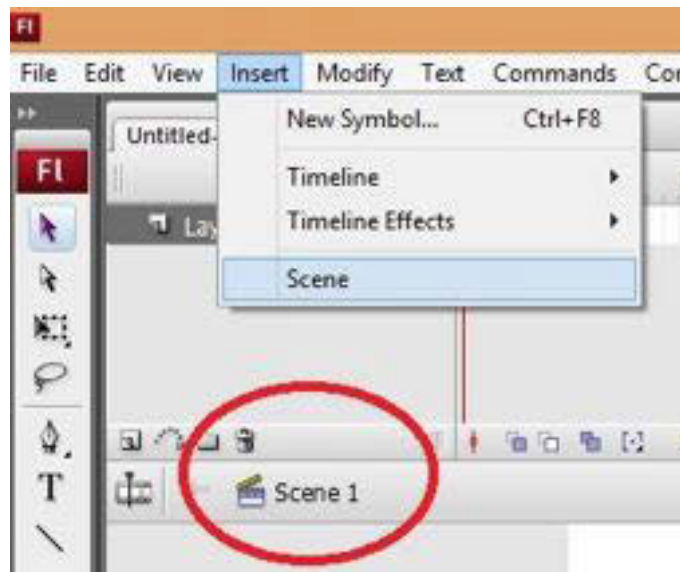 Fl
File Edit View Insert Modify Text Commands
New Symbol... Ctrl+F8
Untitled-
Fl
Timeline
Timeline Effects
Scene
T
Scene 1